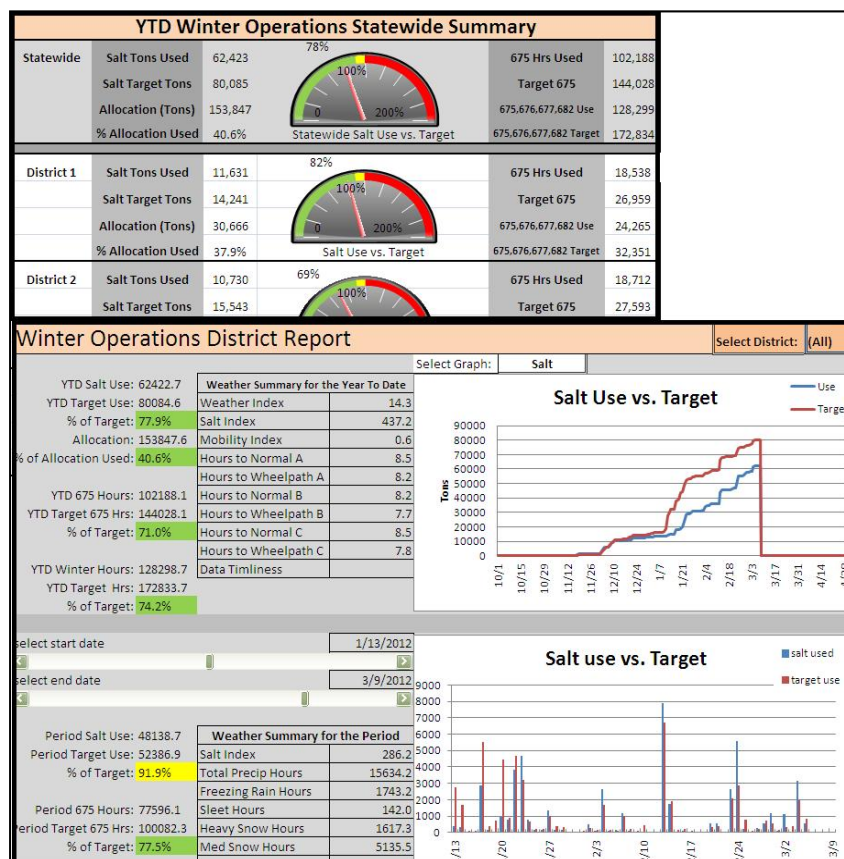 YTD Winter Operations Statewide Summary
Statewide Salt Tons Used 62,423 78% 675 Hrs Used 102,188
Salt Target Tons 80,085 100% Target 675 144,028
Allocation (Tons) 153,847 0 200% 675,676,677,682 Use 128,299
% Allocation Used 40.6% Statewide Salt Use vs. Target 675,676,677,682 Target 172,834
District 1 Salt Tons Used 11,631 82% 675 Hrs Used 18,538
Salt Target Tons 14,241 100% Target 675 26,959
Allocation (Tons) 30,666 0 200% 675,676,677,682 Use 24,265
% Allocation Used 37.9% Salt Use vs. Target 675,676,677,682 Target 32,351
District 2 Salt Tons Used 10,730 69% 675 Hrs Used 18,712
Salt Target Tons 15,543 100% Target 675 27,593
Winter Operations District Report Select District: (All)
Select Graph: Salt
YTD Salt Use: 62422.7 Weather Summary for the Year To Date
YTD Target Use: 80084.6 Weather Index 14.3
% of Target: 77.9% Salt Index 437.2
Allocation: 153847.6 Mobility Index 0.6
% of Allocation Used: 40.6% Hours to Normal A 8.5
Hours to Wheelpath A 8.2
YTD 675 Hours: 102188.1 Hours to Normal B 8.2
YTD Target 675 Hrs: 144028.1 Hours to Wheelpath B 7.7
% of Target: 71.0% Hours to Normal C 8.5
Hours to Wheelpath C 7.8
YTD Winter Hours: 128298.7 Data Timliness
YTD Target Hrs: 172833.7
% of Target: 74.2%
Salt Use vs. Target
Use
Targe
Tons
90000
80000
70000
60000
50000
40000
30000
20000
10000
0
10/1 10/15 10/29 11/12 11/26 12/10 12/24 1/7 1/21 2/4 2/18 3/3 3/17 3/31 4/14
select start date 1/13/2012
select end date 3/9/2012
Period Salt Use: 48138.7 Weather Summary for the Period
Period Target Use: 52386.9 Salt Index 286.2
% of Target: 91.9% Total Precip Hours 15634.2
Freezing Rain Hours 1743.2
Period 675 Hours: 77596.1 Sleet Hours 142.0
Period Target 675 Hrs: 100082.3 Heavy Snow Hours 1617.3
% of Target: 77.5% Med Snow Hours 5135.5
Salt use vs. Target
salt used
target use
9000
8000
7000
6000
5000
4000
3000
2000
1000
0
/13 /20 /27 2/3 /10 /17 /24 3/2 3/9